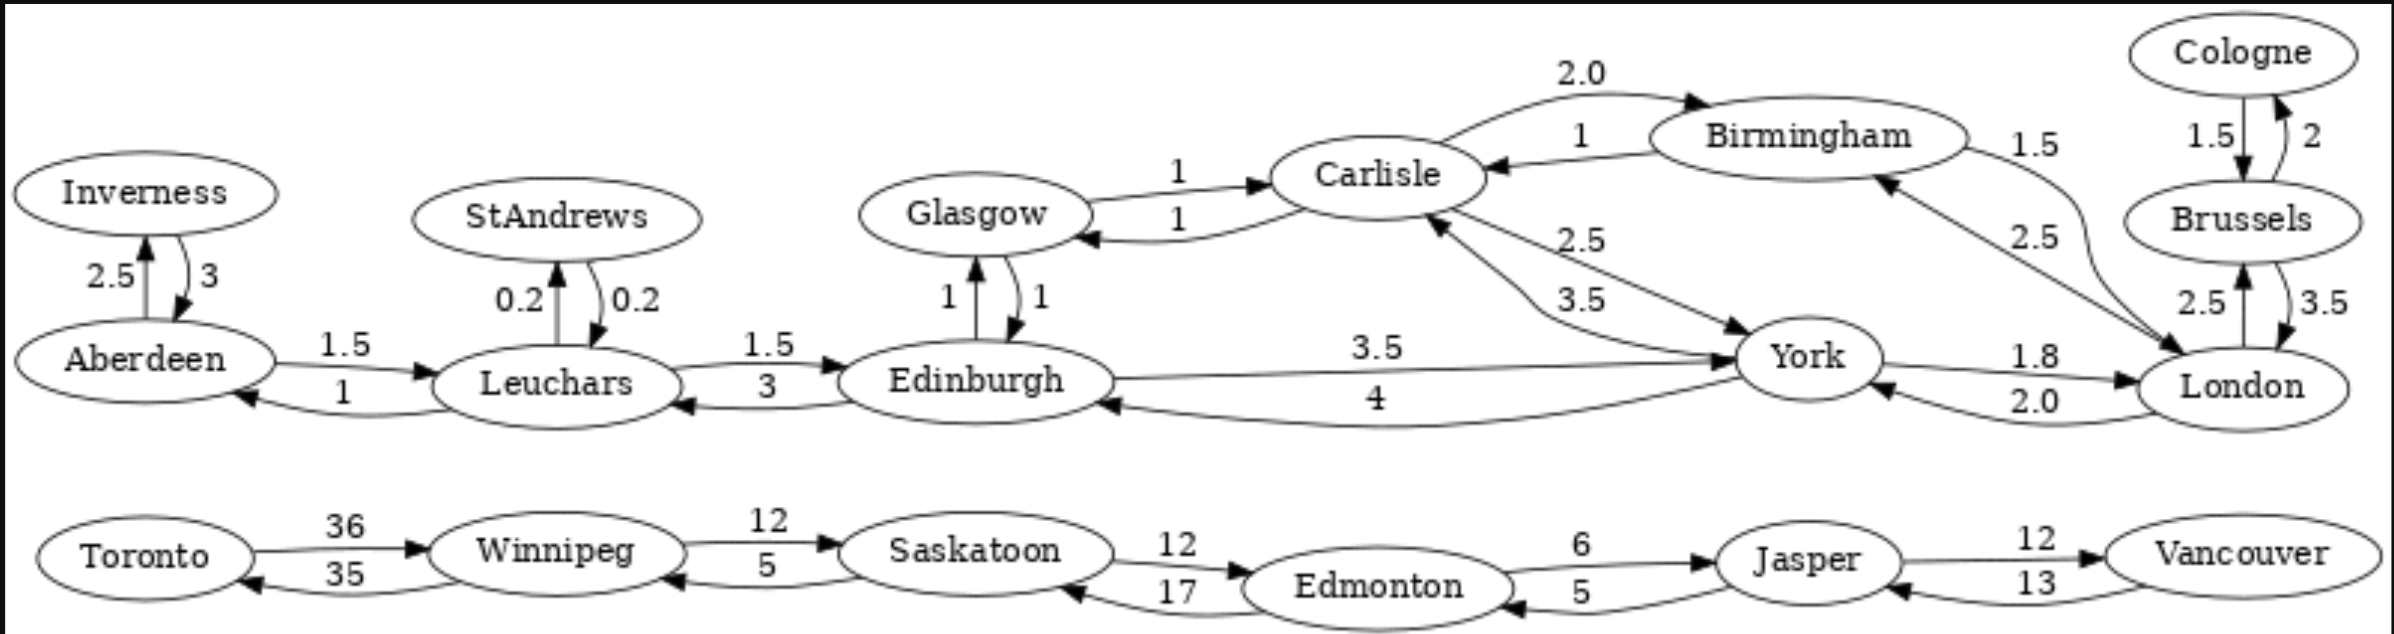 Cologne
2.0
Birmingham
1
1.5
1.5
2
Inverness
StAndrews
Glasgow
1
1
Carlisle
2.5
2.5
Brussels
2.5
3
0.2
0.2
1
1
3.5
2.5
3.5
Aberdeen
1.5
1
Leuchars
1.5
3
Edinburgh
3.5
4
York
1.8
2.0
London
Toronto
36
35
Winnipeg
12
5
Saskatoon
12
17
Edmonton
6
5
Jasper
12
13
Vancouver